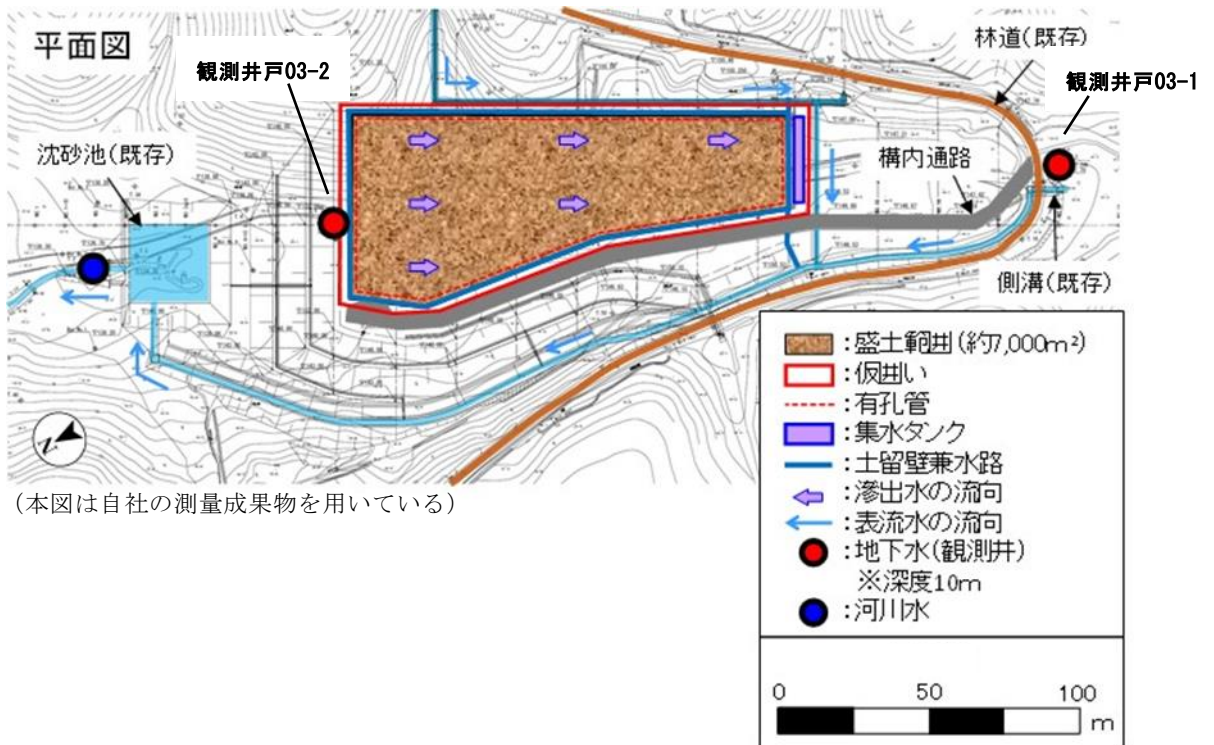 平面図
林道(既存)
観測井戸03-2
観測井戸03-1
沈砂池(既存)
構内通路
側溝(既存)
:盛土範囲(約7,000m²)
:仮囲い
:有孔管
:集水タンク
:土留壁兼水路
:滲出水の流向
:表流水の流向
:地下水(観測井)
※深度10m
:河川水
0 50 100
m
(本図は自社の測量成果物を用いている)